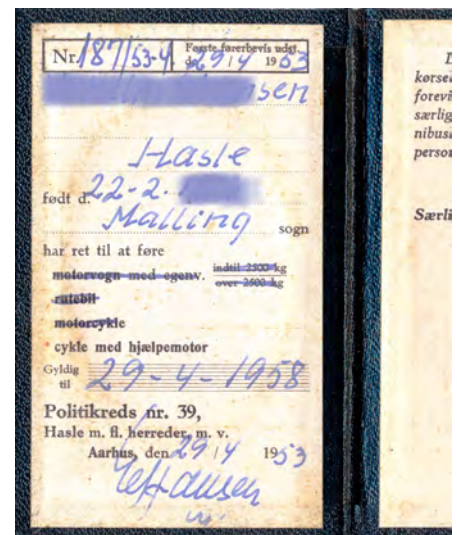 Nr. 187/53-4. Første førerbevis udst.
d. 29/4 1953
sen
Hasle
født d. 22-2.
Malling sogn
har ret til at føre
motorvogn med egenv. indtil 2500 kg
over 2500 kg
rutebil
motorcykle
cykle med hjælpemotor
Gyldig
til 29-4-1958
Politikreds nr. 39,
Hasle m. fl. herreder, m. v.
Aarhus, den 29/4 1953
D
kørsel
forevi
særlig
nibus
person
Særli